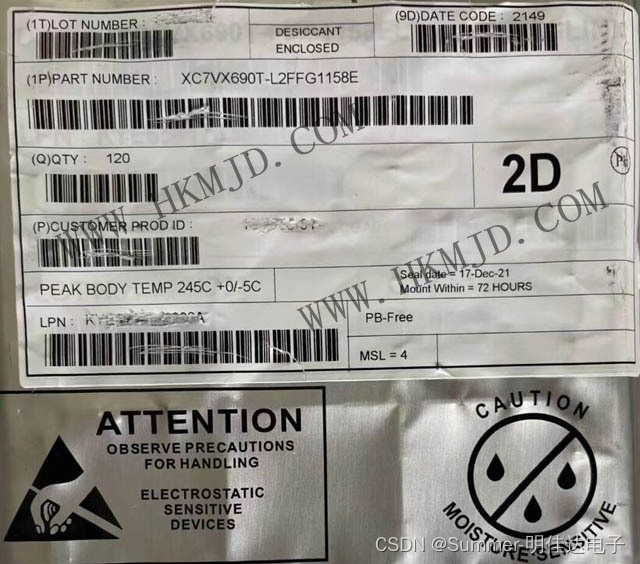 (1T)LOT NUMBER :
DESICCANT
ENCLOSED
(9D)DATE CODE : 2149
(1P)PART NUMBER : XC7VX690T-L2FFG1158E
(Q)QTY : 120
2D
(P)CUSTOMER PROD ID :
PEAK BODY TEMP 245C +0/-5C
Seal date = 17-Dec-21
Mount Within = 72 HOURS
LPN :
PB-Free
MSL = 4
WWW.HKMJD.COM
WWW.HKMJD.COM
ATTENTION
OBSERVE PRECAUTIONS
FOR HANDLING
ELECTROSTATIC
SENSITIVE
DEVICES
CAUTION
MOISTURE-SENSITIVE
CSDN @Summer-明佳达电子